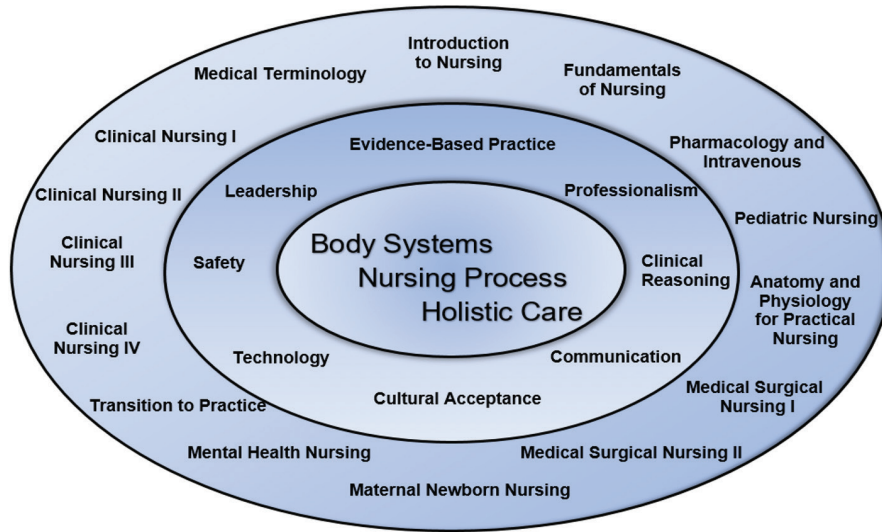 Introduction
to Nursing
Medical Terminology
Fundamentals
of Nursing
Clinical Nursing I
Pharmacology and
Intravenous
Clinical Nursing II
Pediatric Nursing
Clinical
Nursing III
Anatomy and
Physiology
for Practical
Nursing
Clinical
Nursing IV
Medical Surgical
Nursing I
Transition to Practice
Mental Health Nursing
Medical Surgical Nursing II
Maternal Newborn Nursing
Evidence-Based Practice
Leadership
Professionalism
Safety
Clinical
Reasoning
Technology
Communication
Cultural Acceptance
Body Systems
Nursing Process
Holistic Care